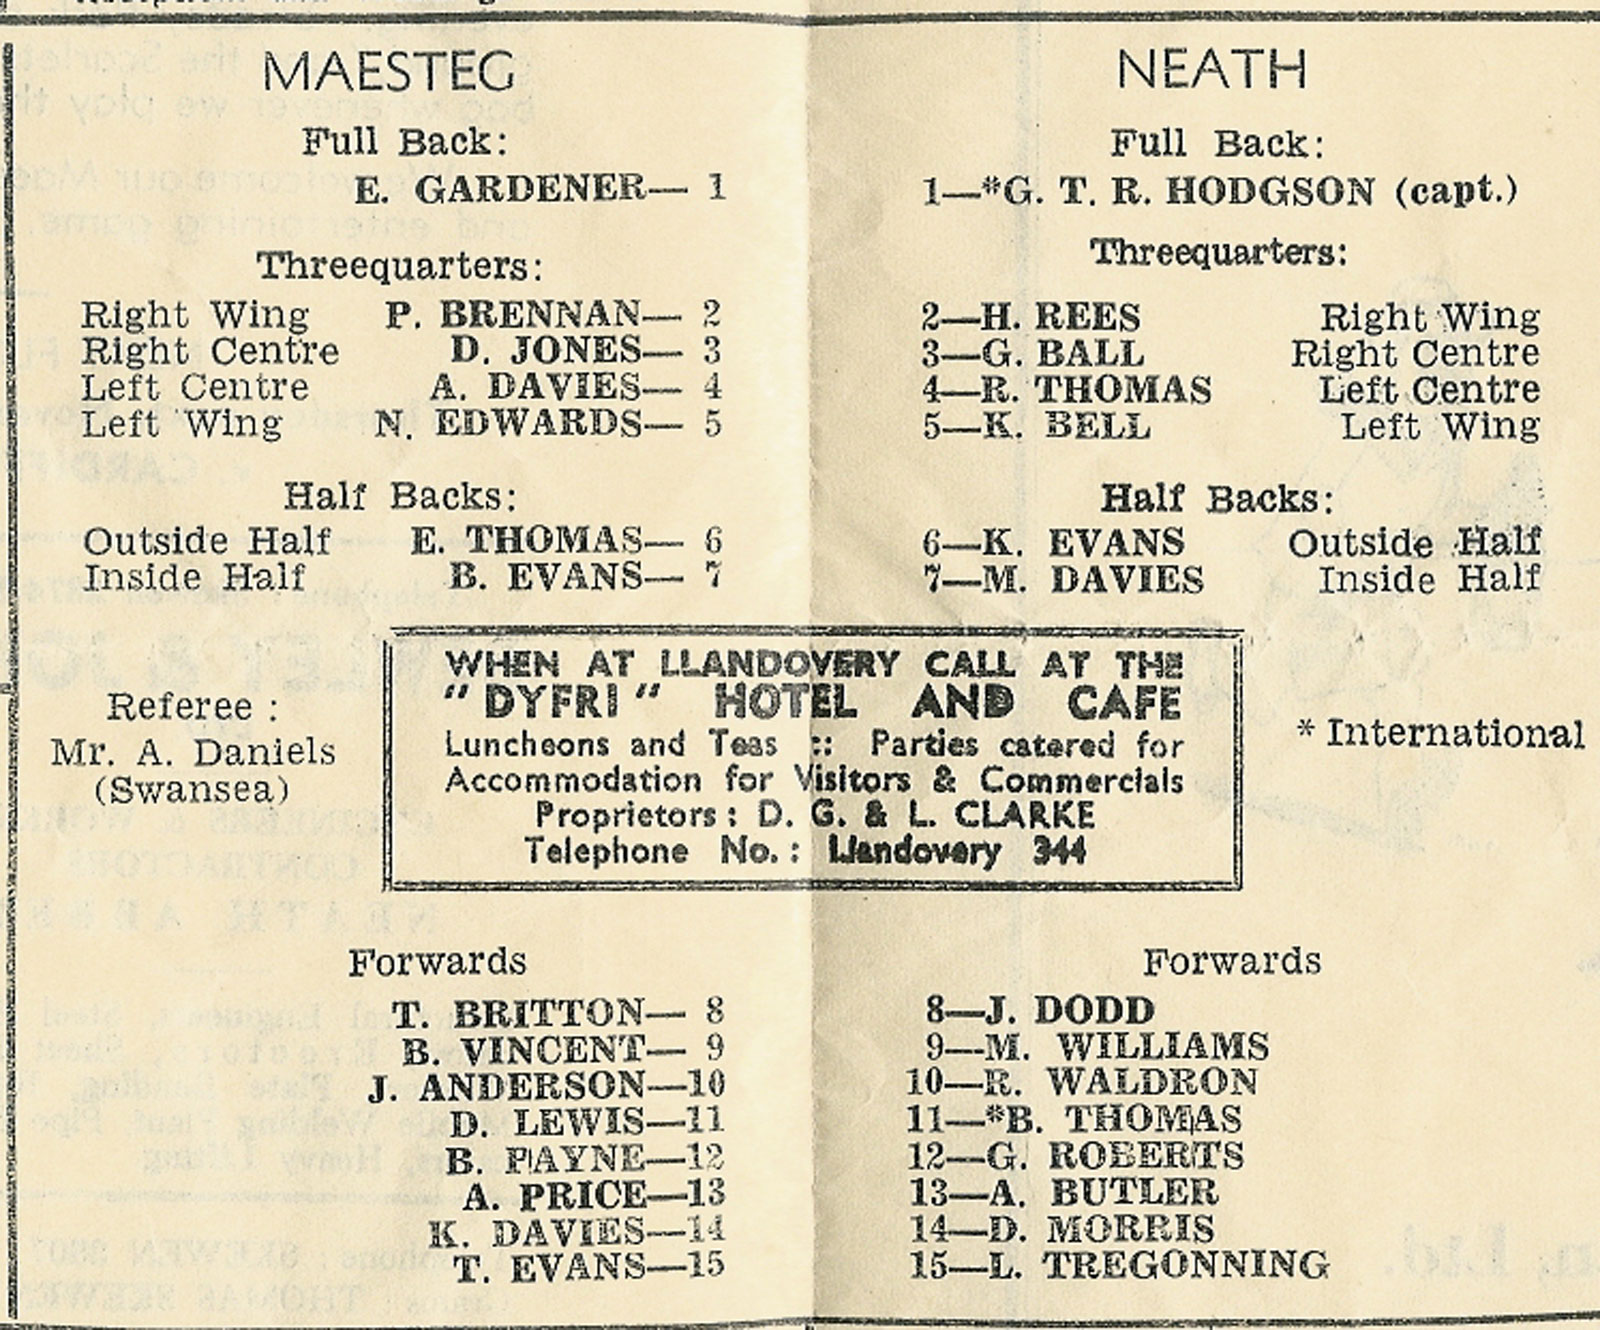 MAESTEG
Full Back:
E. GARDENER— 1
Threequarters:
Right Wing P. BRENNAN— 2
Right Centre D. JONES— 3
Left Centre A. DAVIES— 4
Left Wing N. EDWARDS— 5
Half Backs:
Outside Half E. THOMAS— 6
Inside Half B. EVANS— 7
NEATH
Full Back:
1—*G. T. R. HODGSON (capt.)
Threequarters:
2—H. REES Right Wing
3—G. BALL Right Centre
4—R. THOMAS Left Centre
5—K. BELL Left Wing
Half Backs:
6—K. EVANS Outside Half
7—M. DAVIES Inside Half
Referee :
Mr. A. Daniels
(Swansea)
WHEN AT LLANDOVERY CALL AT THE
"DYFRI" HOTEL AND CAFE
Luncheons and Teas :: Parties catered for
Accommodation for Visitors & Commercials
Proprietors: D. G. & L. CLARKE
Telephone No.: Llandovery 344
* International
Forwards
T. BRITTON— 8
B. VINCENT— 9
J. ANDERSON—10
D. LEWIS—11
B. PAYNE—12
A. PRICE—13
K. DAVIES—14
T. EVANS—15
Forwards
8—J. DODD
9—M. WILLIAMS
10—R. WALDRON
11—*B. THOMAS
12—G. ROBERTS
13—A. BUTLER
14—D. MORRIS
15—L. TREGONNING